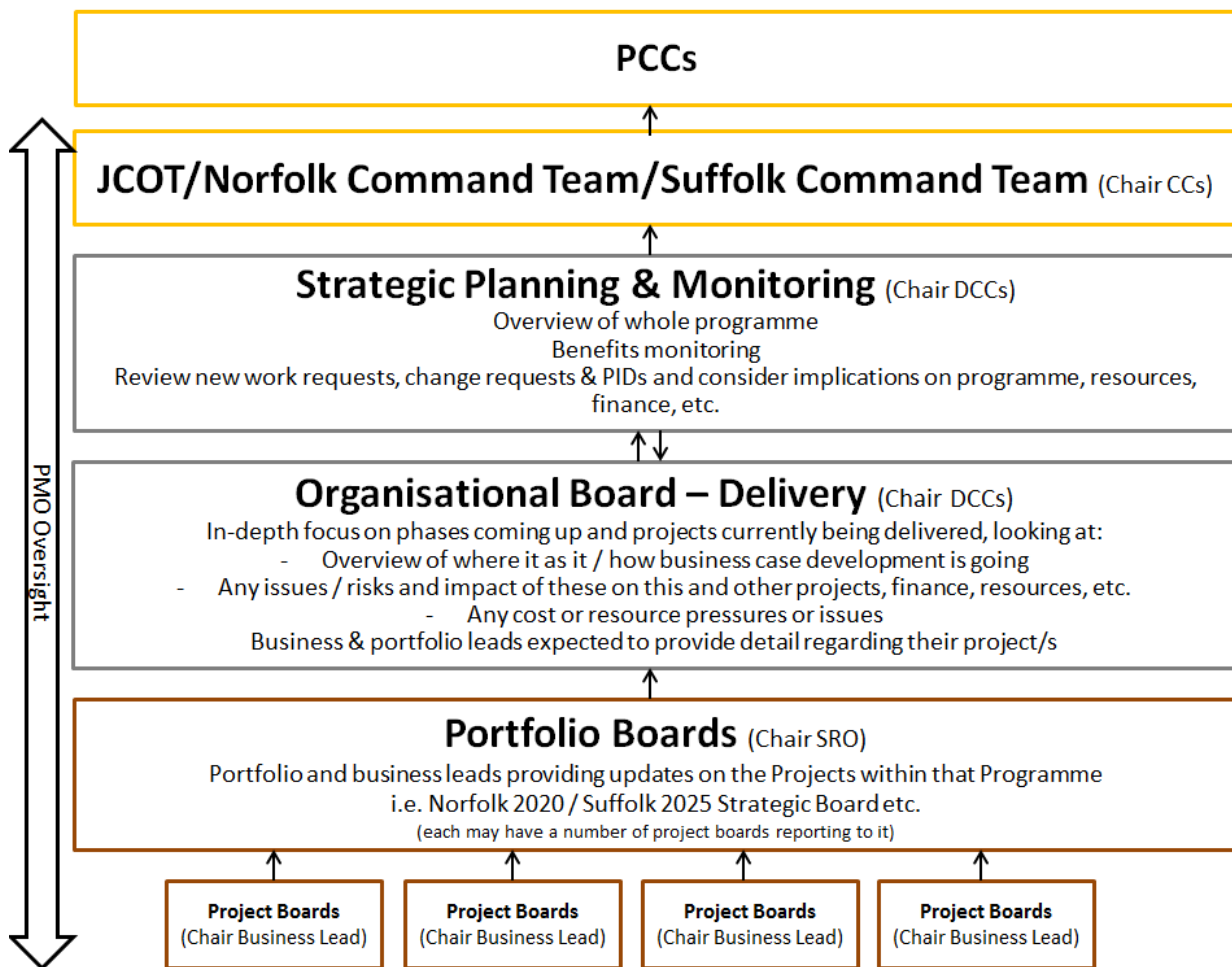 PCCs
JCOT/Norfolk Command Team/Suffolk Command Team (Chair CCs)
Strategic Planning & Monitoring (Chair DCCs)
Overview of whole programme
Benefits monitoring
Review new work requests, change requests & PIDs and consider implications on programme, resources,
finance, etc.
Organisational Board – Delivery (Chair DCCs)
In-depth focus on phases coming up and projects currently being delivered, looking at:
- Overview of where it as it / how business case development is going
- Any issues / risks and impact of these on this and other projects, finance, resources, etc.
- Any cost or resource pressures or issues
Business & portfolio leads expected to provide detail regarding their project/s
Portfolio Boards (Chair SRO)
Portfolio and business leads providing updates on the Projects within that Programme
i.e. Norfolk 2020 / Suffolk 2025 Strategic Board etc.
(each may have a number of project boards reporting to it)
Project Boards
(Chair Business Lead)
Project Boards
(Chair Business Lead)
Project Boards
(Chair Business Lead)
Project Boards
(Chair Business Lead)
PMO Oversight